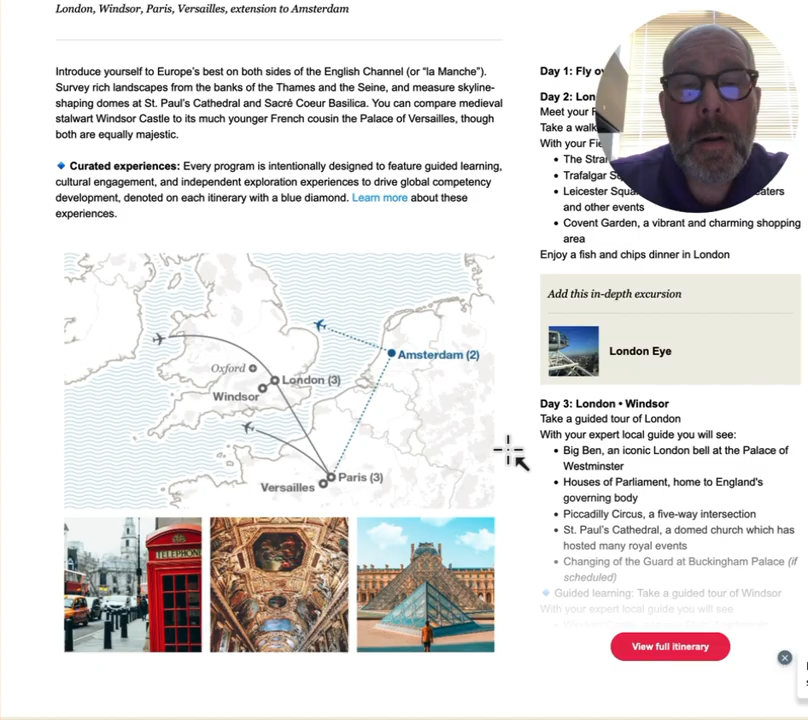 London, Windsor, Paris, Versailles, extension to Amsterdam
Introduce yourself to Europe's best on both sides of the English Channel (or “la Manche”).
Survey rich landscapes from the banks of the Thames and the Seine, and measure skyline-
shaping domes at St. Paul's Cathedral and Sacré Coeur Basilica. You can compare medieval
stalwart Windsor Castle to its much younger French cousin the Palace of Versailles, though
both are equally majestic.
Curated experiences: Every program is intentionally designed to feature guided learning,
cultural engagement, and independent exploration experiences to drive global competency
development, denoted on each itinerary with a blue diamond. Learn more about these
experiences.
Amsterdam (2)
Oxford
London (3)
Windsor
Paris (3)
Versailles
TELEPHONE
Day 1: Fly
Day 2:
Meet your
Take a walk
With your
The
Trafalgar
Leicester
and other events
Covent Garden, a vibrant and charming shopping
area
Enjoy a fish and chips dinner in London
Add this in-depth excursion
London Eye
Day 3: London • Windsor
Take a guided tour of London
With your expert local guide you will see:
Big Ben, an iconic London bell at the Palace of
Westminster
Houses of Parliament, home to England's
governing body
Piccadilly Circus, a five-way intersection
St. Paul's Cathedral, a domed church which has
hosted many royal events
Changing of the Guard at Buckingham Palace (if
scheduled)
Guided learning: Take a guided tour of Windsor
With your expert local guide you will see
View full itinerary